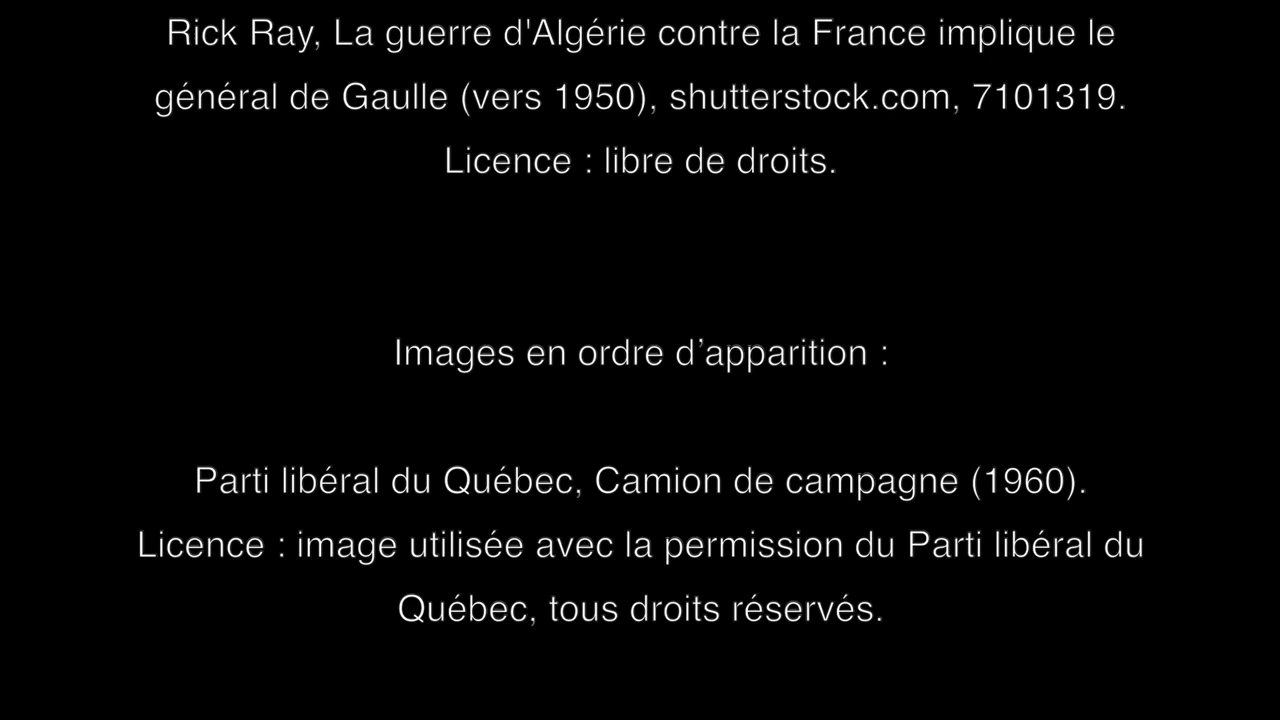 Rick Ray, La guerre d'Algérie contre la France implique le
général de Gaulle (vers 1950), shutterstock.com, 7101319.
Licence : libre de droits.
Images en ordre d’apparition :
Parti libéral du Québec, Camion de campagne (1960).
Licence : image utilisée avec la permission du Parti libéral du
Québec, tous droits réservés.